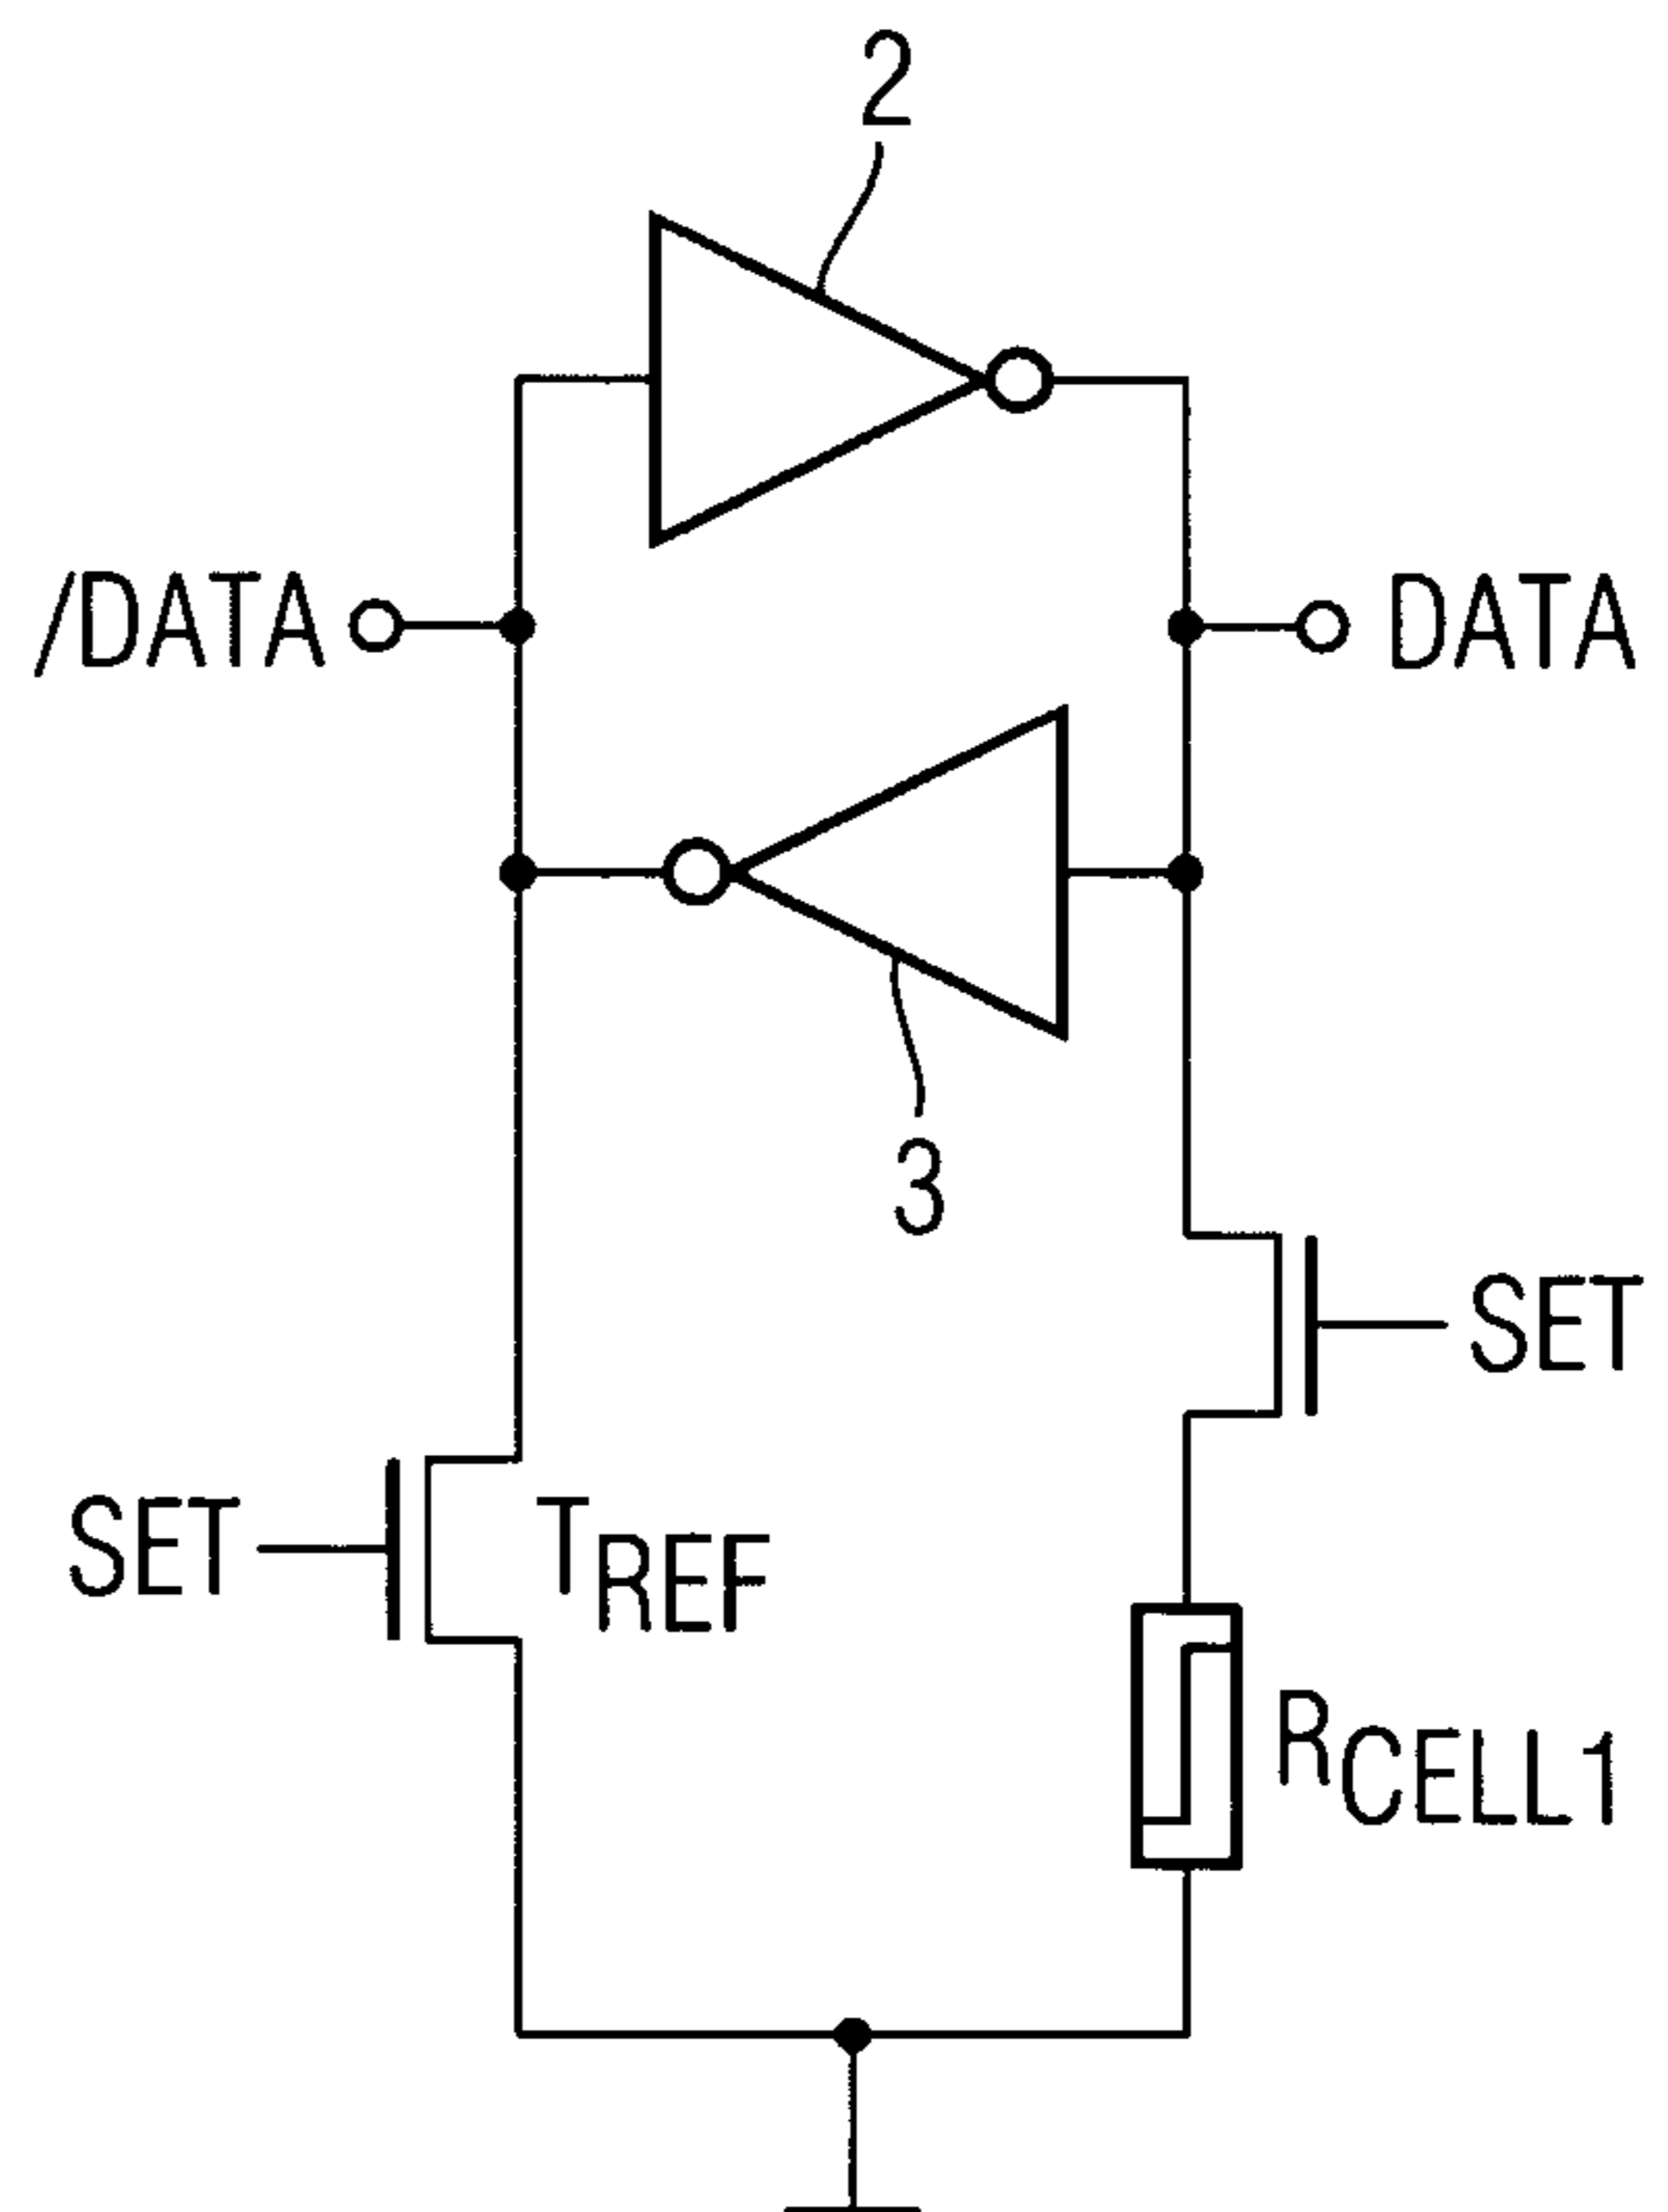 2
/DATA
DATA
3
SET
SET
TREF
RCELL1